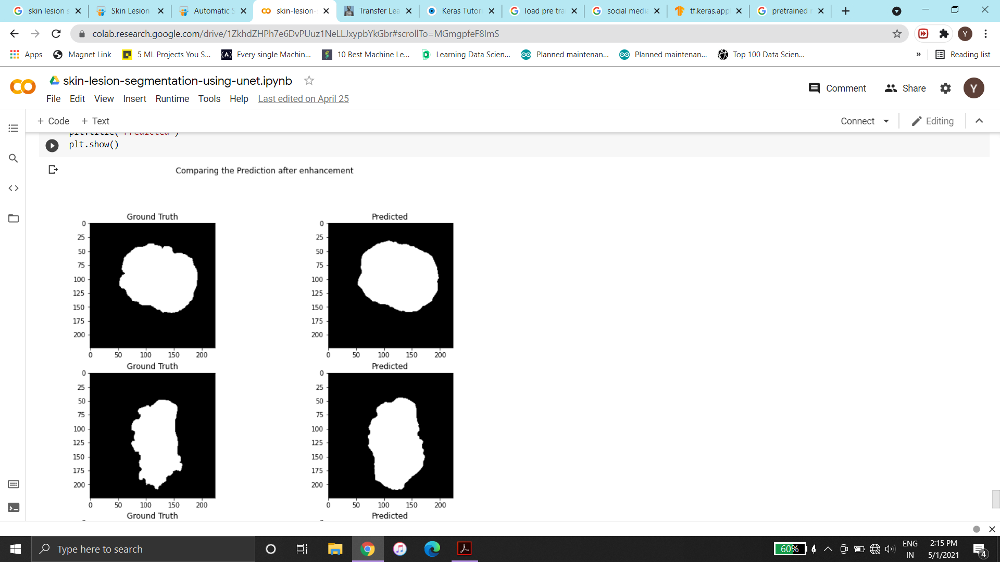 skin lesion s
Skin Lesion
Automatic S
skin-lesion-
Transfer Lea
Keras Tutori
load pre tra
social media
tf.keras.app
pretrained
colab.research.google.com/drive/1ZkhdZHPh7e6DvPUuz1NeLLJxypbYkGbr#scrollTo=MGmgpfeF8ImS
Y
Apps
Magnet Link
5 ML Projects You S...
Every single Machin...
10 Best Machine Le...
Learning Data Scien...
Planned maintenan...
Planned maintenan...
Top 100 Data Scien...
»
Reading list
skin-lesion-segmentation-using-unet.ipynb
Comment
Share
Y
File Edit View Insert Runtime Tools Help Last edited on April 25
+ Code + Text
Connect
Editing
plt.title('Predicted')
plt.show()
Comparing the Prediction after enhancement
Ground Truth
0
25
50
75
100
125
150
175
200
0 50 100 150 200
Predicted
0
25
50
75
100
125
150
175
200
0 50 100 150 200
Ground Truth
0
25
50
75
100
125
150
175
200
0 50 100 150 200
Predicted
0
25
50
75
100
125
150
175
200
0 50 100 150 200
Ground Truth
Predicted
Type here to search
60%
ENG
IN
2:15 PM
5/1/2021
4